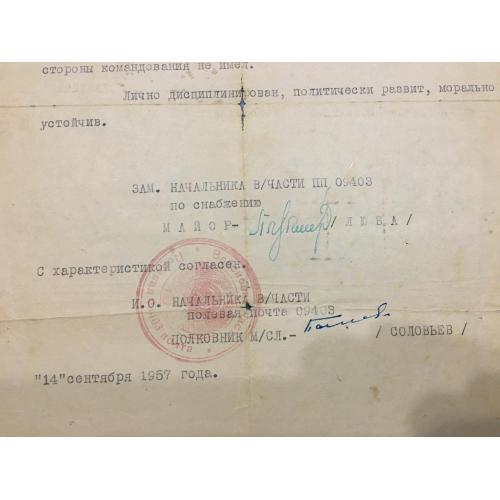 стороны командования не имел.
Лично дисциплинирован, политически развит, морально
устойчив.
ЗАМ. НАЧАЛЬНИКА В/ЧАСТИ ПП 09403
по снабжению
МАЙОР- /ЛЮБА/
С характеристикой согласен.
И.О. НАЧАЛЬНИКА В/ЧАСТИ
полевая почта 09403
ПОЛКОВНИК М/СЛ.- /СОЛОВЬЕВ/
"14"сентября 1957 года.